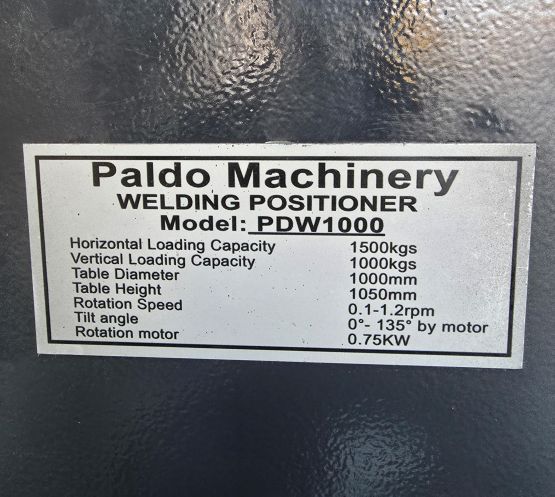 Paldo Machinery
WELDING POSITIONER
Model: PDW1000
Horizontal Loading Capacity 1500kgs
Vertical Loading Capacity 1000kgs
Table Diameter 1000mm
Table Height 1050mm
Rotation Speed 0.1-1.2rpm
Tilt angle 0°- 135° by motor
Rotation motor 0.75KW